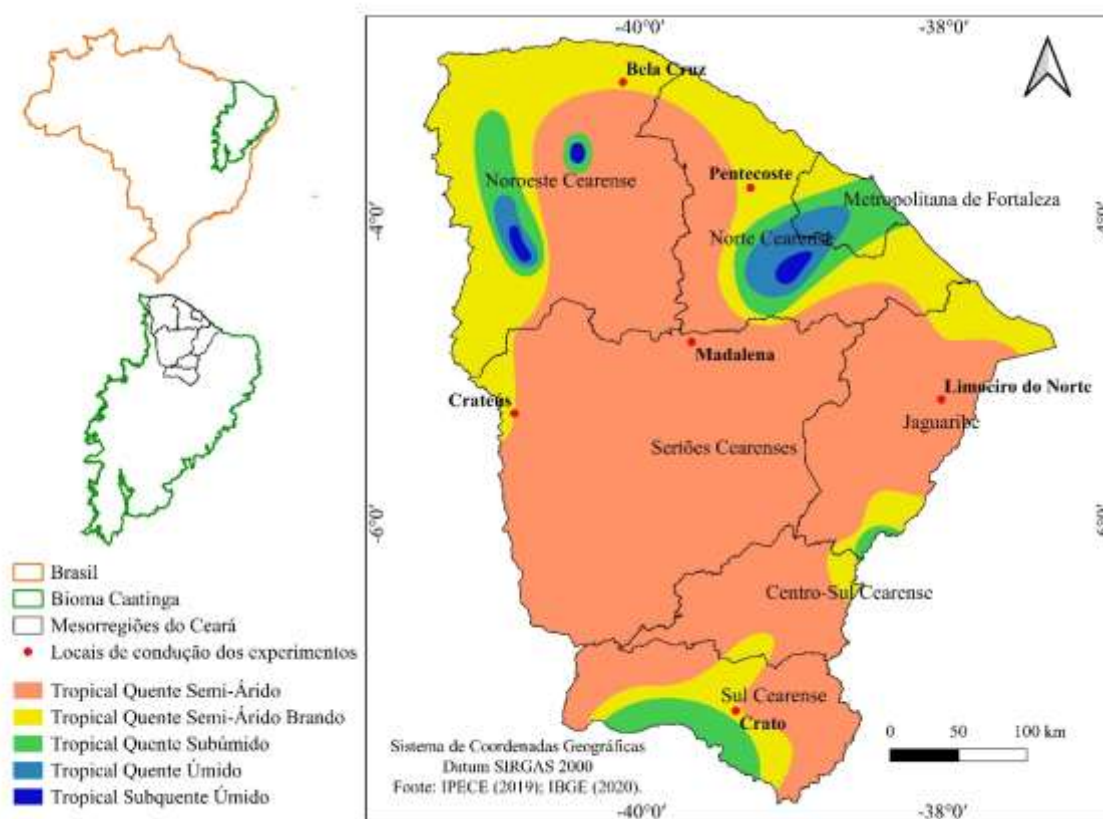 Brasil
Bioma Caatinga
Mesorregiões do Ceará
Locais de condução dos experimentos
Tropical Quente Semi-Árido
Tropical Quente Semi-Árido Brando
Tropical Quente Subúmido
Tropical Quente Úmido
Tropical Subquente Úmido
-40°0'
-38°0'
Bela Cruz
Noroeste Cearense
Pentecoste
Metropolitana de Fortaleza
Norte Cearense
-4°0'
-4°0'
Madalena
Crateús
Limoeiro do Norte
Jaguaribe
Sertões Cearenses
-6°0'
-6°0'
Centro-Sul Cearense
Sul Cearense
Crato
Sistema de Coordenadas Geográficas
Datum SIRGAS 2000
Fonte: IPECE (2019); IBGE (2020).
0 50 100 km
-40°0'
-38°0'